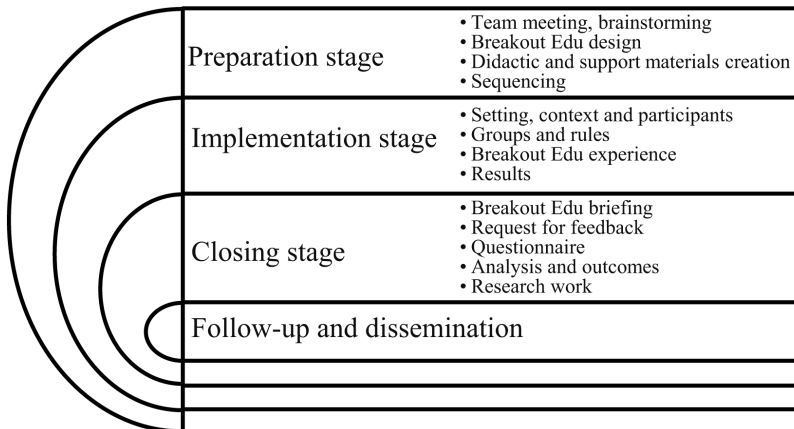 Preparation stage
• Team meeting, brainstorming
• Breakout Edu design
• Didactic and support materials creation
• Sequencing
Implementation stage
• Setting, context and participants
• Groups and rules
• Breakout Edu experience
• Results
Closing stage
• Breakout Edu briefing
• Request for feedback
• Questionnaire
• Analysis and outcomes
• Research work
Follow-up and dissemination